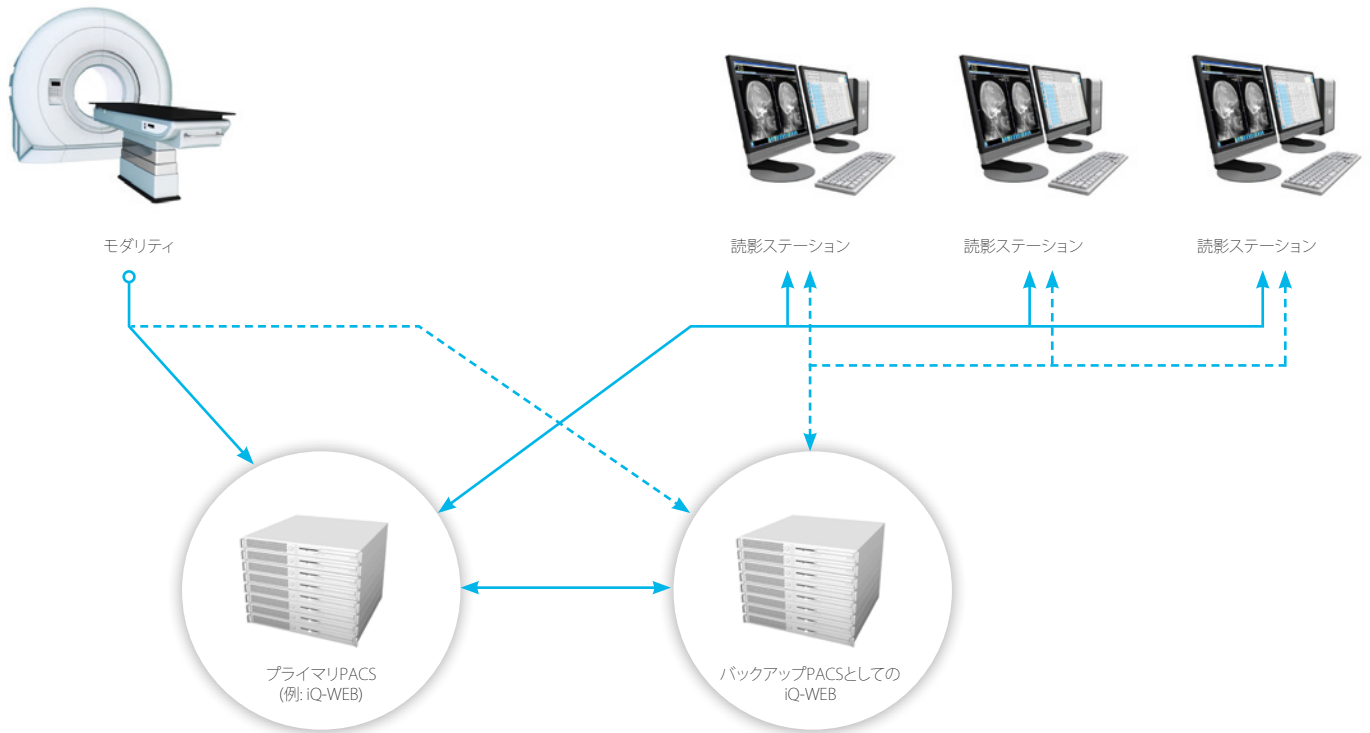 モダリティ
読影ステーション
読影ステーション
読影ステーション
プライマリPACS
(例: iQ-WEB)
バックアップPACSとしての
iQ-WEB